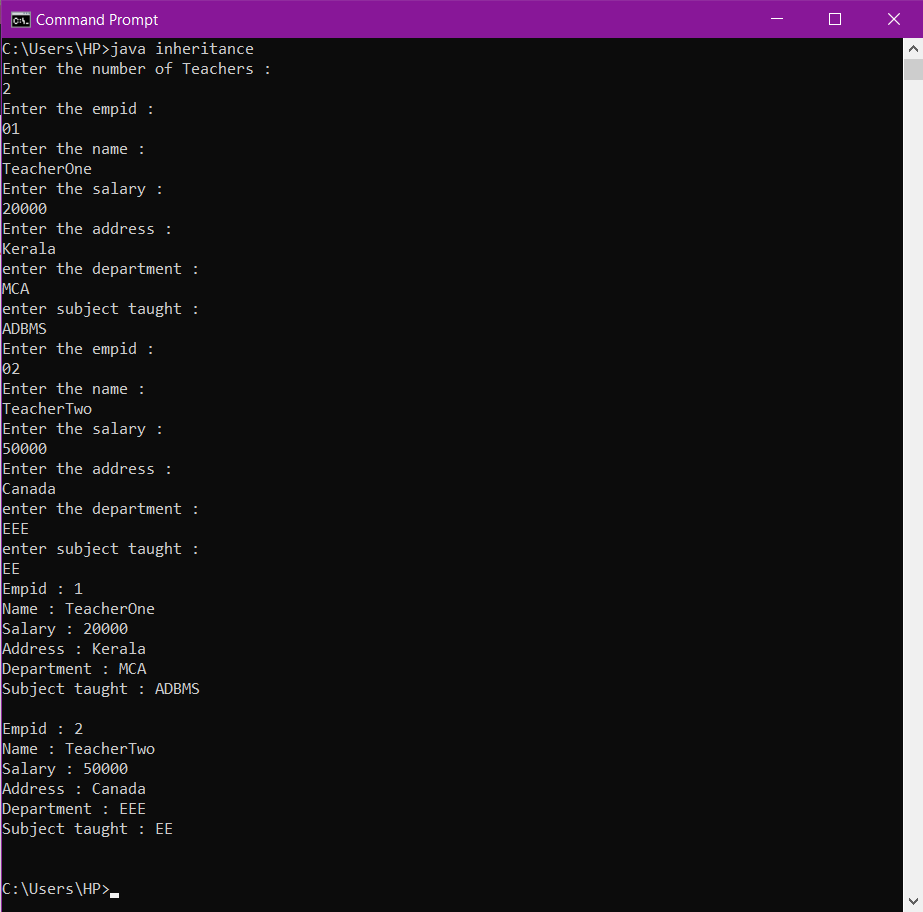 Command Prompt
C:\Users\HP>java inheritance
Enter the number of Teachers :
2
Enter the empid :
01
Enter the name :
TeacherOne
Enter the salary :
20000
Enter the address :
Kerala
enter the department :
MCA
enter subject taught :
ADBMS
Enter the empid :
02
Enter the name :
TeacherTwo
Enter the salary :
50000
Enter the address :
Canada
enter the department :
EEE
enter subject taught :
EE
Empid : 1
Name : TeacherOne
Salary : 20000
Address : Kerala
Department : MCA
Subject taught : ADBMS
Empid : 2
Name : TeacherTwo
Salary : 50000
Address : Canada
Department : EEE
Subject taught : EE
C:\Users\HP>